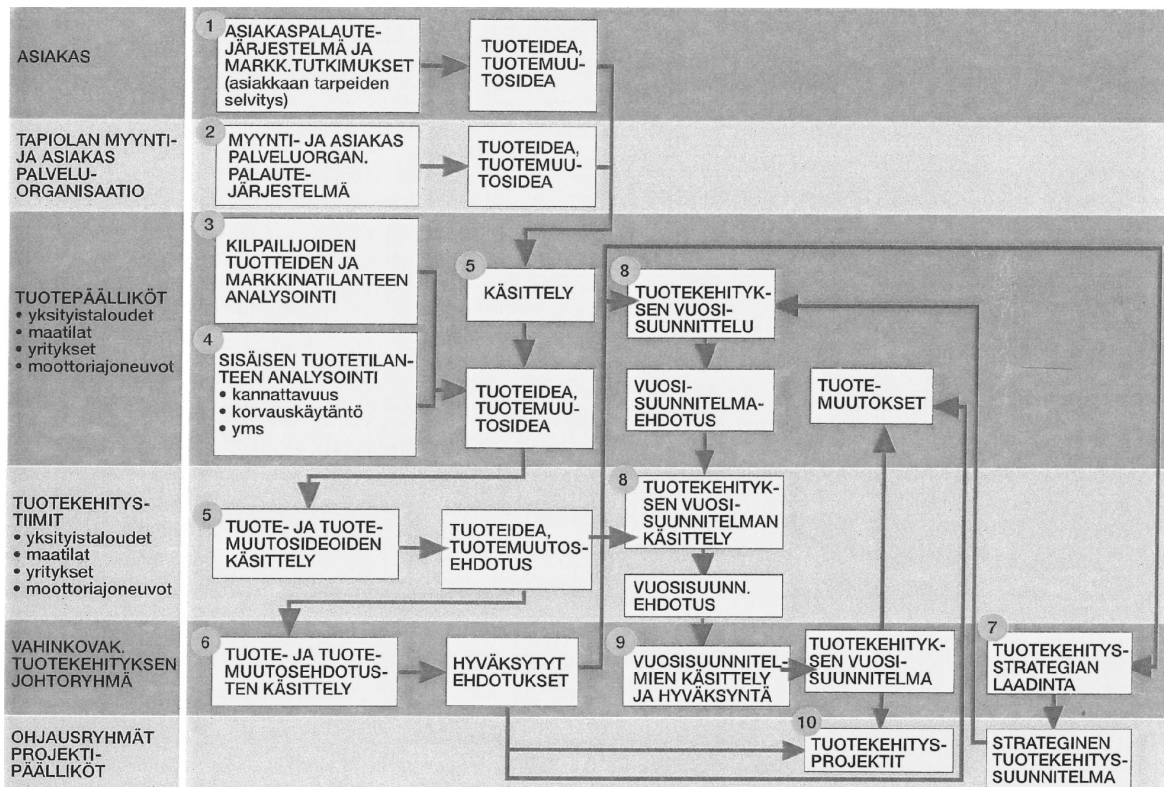 ASIAKAS
1
ASIAKASPALAUTE-
JÄRJESTELMÄ JA
MARKK.TUTKIMUKSET
(asiakkaan tarpeiden
selvitys)
TUOTEIDEA,
TUOTEMUU-
TOSIDEA
TAPIOLAN MYYNTI-
JA ASIAKAS
PALVELU-
ORGANISAATIO
2
MYYNTI- JA ASIAKAS
PALVELUORGAN.
PALAUTE-
JÄRJESTELMÄ
TUOTEIDEA,
TUOTEMUU-
TOSIDEA
TUOTEPÄÄLLIKÖT
• yksityistaloudet
• maatilat
• yritykset
• moottoriajoneuvot
3
KILPAILIJOIDEN
TUOTTEIDEN JA
MARKKINATILANTEEN
ANALYSOINTI
4
SISÄISEN TUOTETILAN-
TEEN ANALYSOINTI
• kannattavuus
• korvauskäytäntö
• yms
5
KÄSITTELY
TUOTEIDEA,
TUOTEMUU-
TOSIDEA
8
TUOTEKEHITYK-
SEN VUOSI-
SUUNNITTELU
VUOSI-
SUUNNITELMA-
EHDOTUS
TUOTE-
MUUTOKSET
TUOTEKEHITYS-
TIIMIT
• yksityistaloudet
• maatilat
• yritykset
• moottoriajoneuvot
5
TUOTE- JA TUOTE-
MUUTOSIDEOIDEN
KÄSITTELY
TUOTEIDEA,
TUOTEMUUTOS-
EHDOTUS
8
TUOTEKEHITYK-
SEN VUOSI-
SUUNNITELMAN
KÄSITTELY
VUOSISUUNN.
EHDOTUS
VAHINKOVAK.
TUOTEKEHITYKSEN
JOHTORYHMÄ
6
TUOTE- JA TUOTE-
MUUTOSEHDOTUS-
TEN KÄSITTELY
HYVÄKSYTYT
EHDOTUKSET
9
VUOSISUUNNITEL-
MIEN KÄSITTELY
JA HYVÄKSYNTÄ
TUOTEKEHITYK-
SEN VUOSI-
SUUNNITELMA
7
TUOTEKEHITYS-
STRATEGIAN
LAADINTA
OHJAUSRYHMÄT
PROJEKTI-
PÄÄLLIKÖT
10
TUOTEKEHITYS-
PROJEKTIT
STRATEGINEN
TUOTEKEHITYS-
SUUNNITELMA